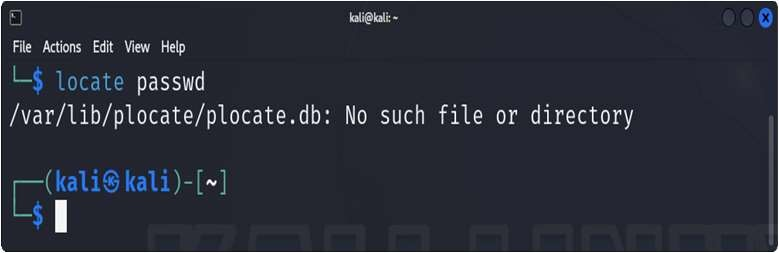 kali@kali: ~
File Actions Edit View Help
└─$ locate passwd
/var/lib/plocate/plocate.db: No such file or directory
┌──(kali㉿kali)-[~]
└─$